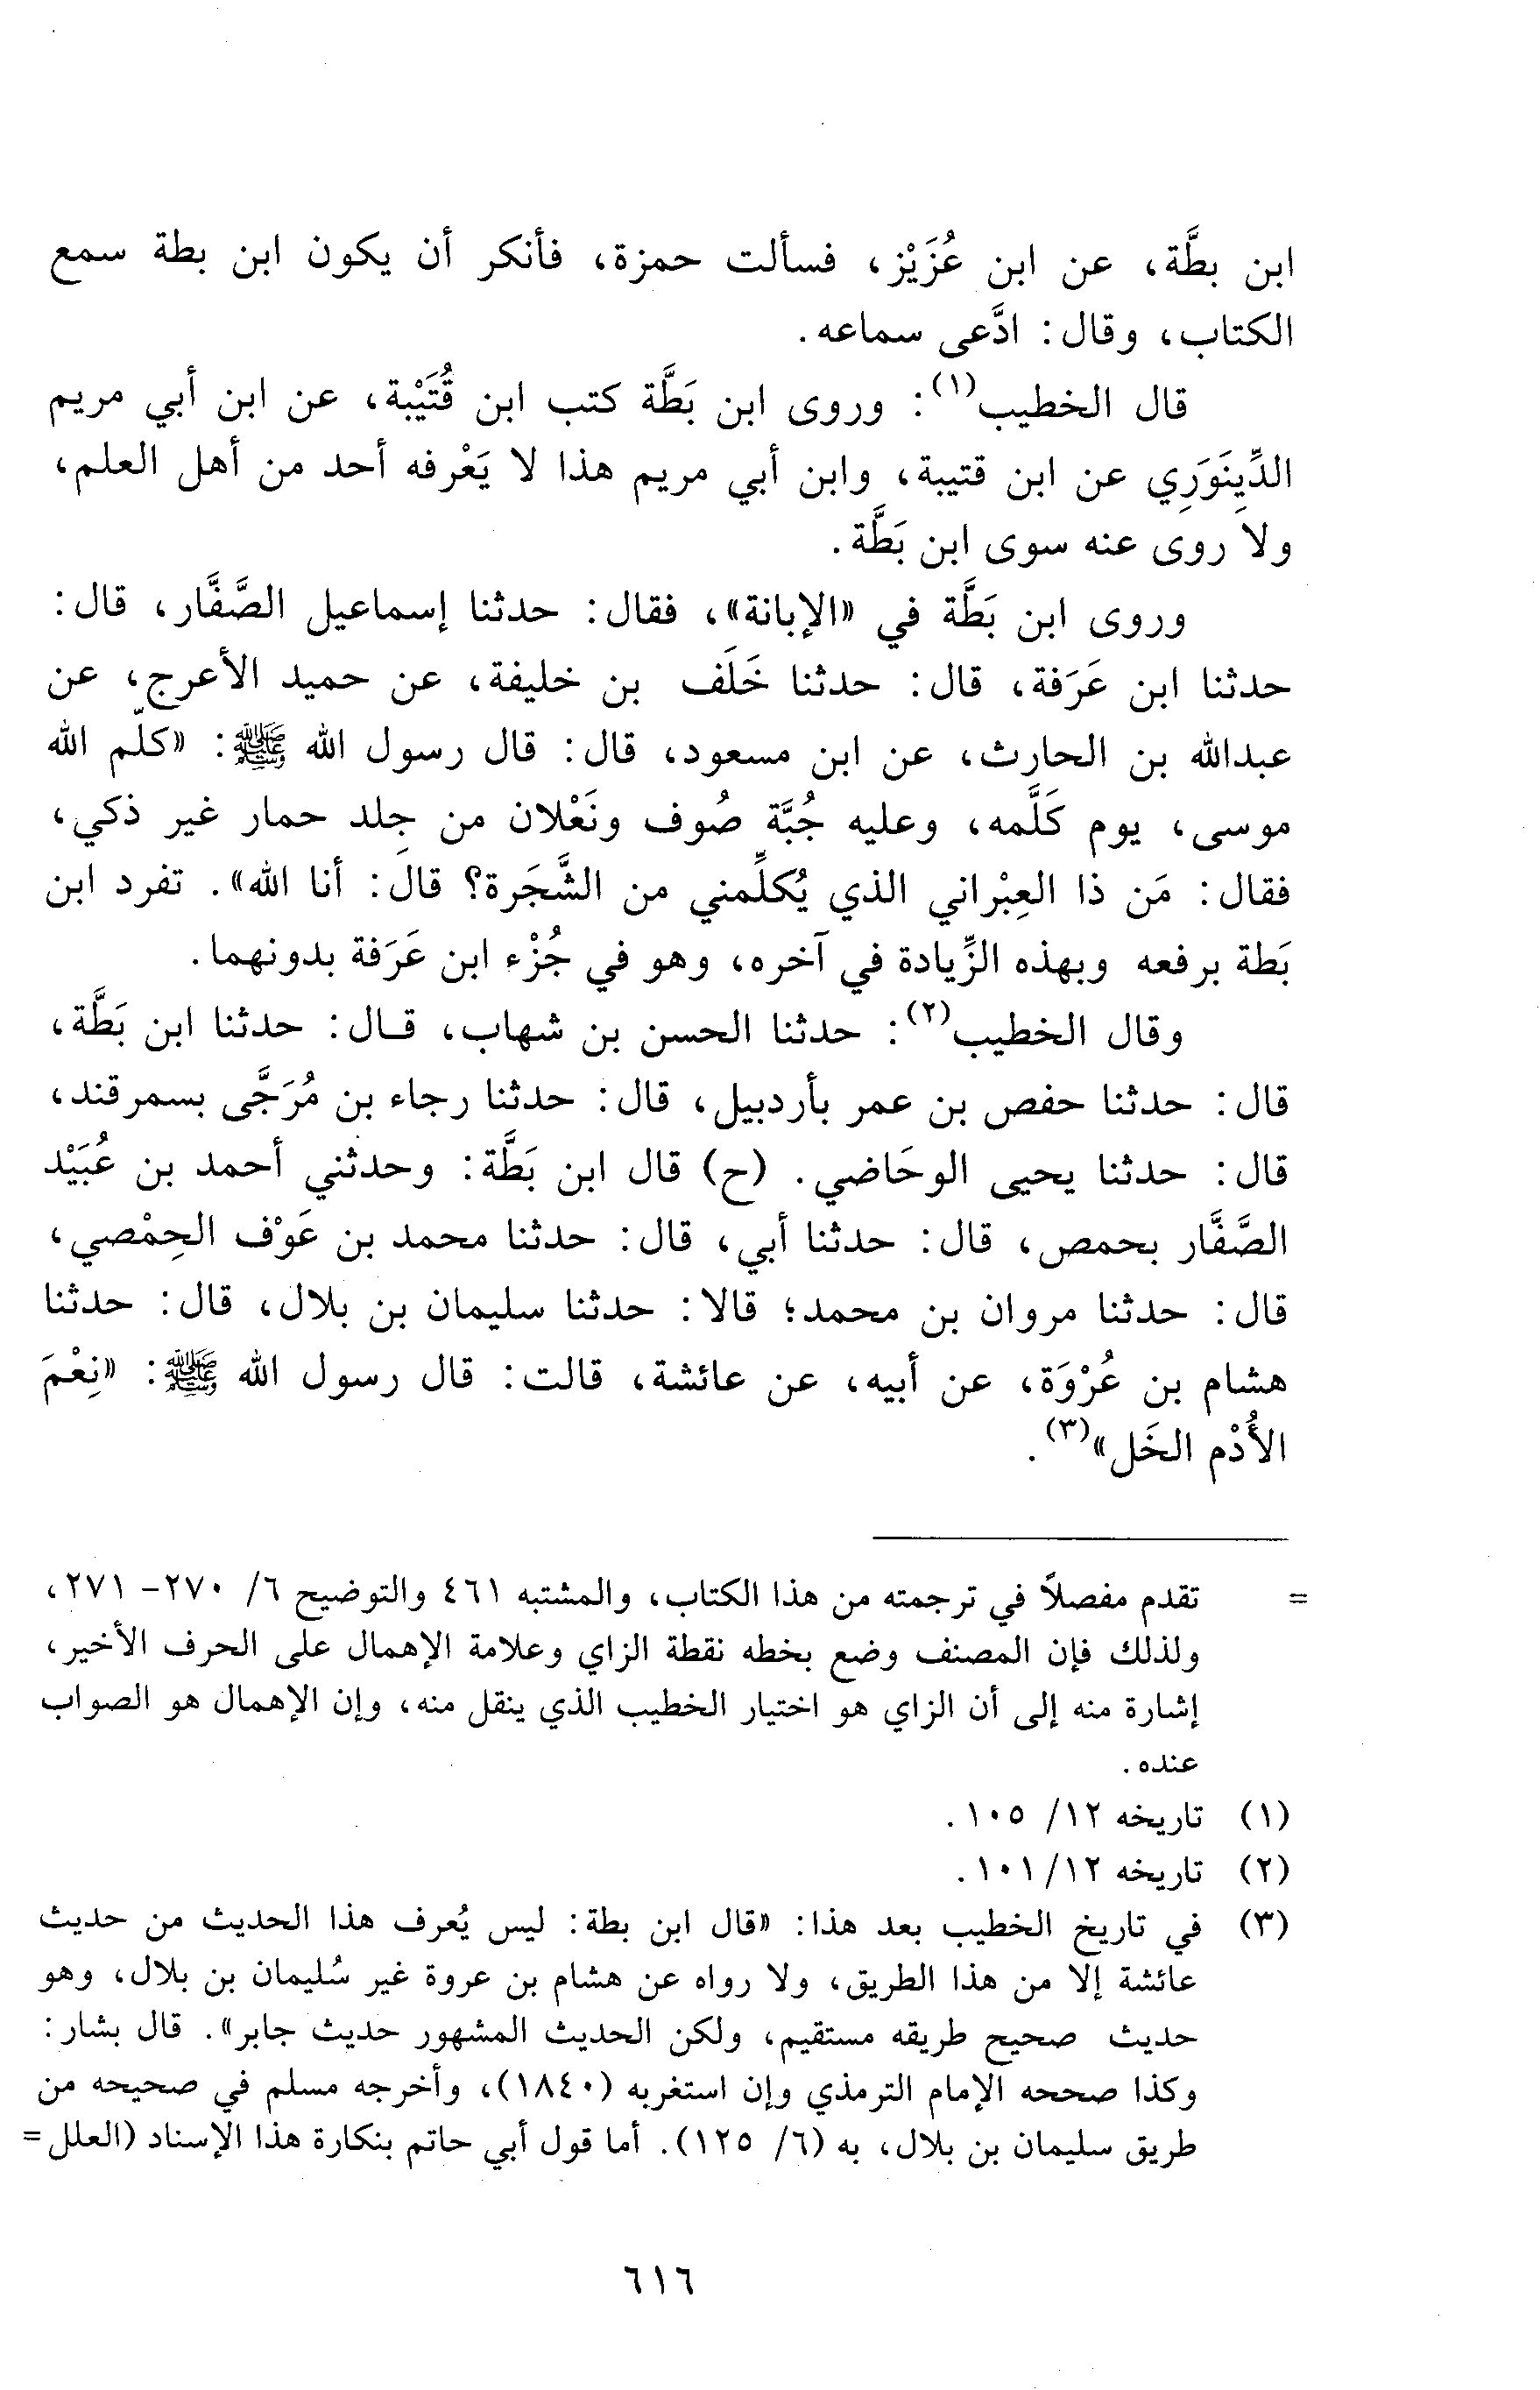 ابن بطَّة، عن ابن عُزَيْز، فسألت حمزة، فأنكر أن يكون ابن بطة سمع
الكتاب، وقال: ادَّعى سماعه.
قال الخطيب(١): وروى ابن بَطَّة كتب ابن قُتَيْبة، عن ابن أبي مريم
الدِّينَوَرِي عن ابن قتيبة، وابن أبي مريم هذا لا يَعْرفه أحد من أهل العلم،
ولا روى عنه سوى ابن بَطَّة.
وروى ابن بَطَّة في «الإبانة»، فقال: حدثنا إسماعيل الصَّفَّار، قال:
حدثنا ابن عَرَفة، قال: حدثنا خَلَف بن خليفة، عن حميد الأعرج، عن
عبدالله بن الحارث، عن ابن مسعود، قال: قال رسول الله ﷺ: «كلّم الله
موسى، يوم كَلَّمه، وعليه جُبَّة صُوف ونَعْلان من جِلد حمار غير ذكي،
فقال: مَن ذا العِبْراني الذي يُكلِّمني من الشَّجَرة؟ قال: أنا الله». تفرد ابن
بَطة برفعه وبهذه الزِّيادة في آخره، وهو في جُزْء ابن عَرَفة بدونهما.
وقال الخطيب(٢): حدثنا الحسن بن شهاب، قال: حدثنا ابن بَطَّة،
قال: حدثنا حفص بن عمر بأردبيل، قال: حدثنا رجاء بن مُرَجَّى بسمرقند،
قال: حدثنا يحيى الوحَاضي. (ح) قال ابن بَطَّة: وحدثني أحمد بن عُبَيْد
الصَّفَّار بحمص، قال: حدثنا أبي، قال: حدثنا محمد بن عَوْف الحِمْصي،
قال: حدثنا مروان بن محمد؛ قالا: حدثنا سليمان بن بلال، قال: حدثنا
هشام بن عُرْوَة، عن أبيه، عن عائشة، قالت: قال رسول الله ﷺ: «نِعْمَ
الأُدْم الخَل»(٣).
= تقدم مفصلاً في ترجمته من هذا الكتاب، والمشتبه ٤٦١ والتوضيح ٦/ ٢٧٠- ٢٧١،
ولذلك فإن المصنف وضع بخطه نقطة الزاي وعلامة الإهمال على الحرف الأخير،
إشارة منه إلى أن الزاي هو اختيار الخطيب الذي ينقل منه، وإن الإهمال هو الصواب
عنده.
(١) تاريخه ١٢/ ١٠٥.
(٢) تاريخه ١٢/ ١٠١.
(٣) في تاريخ الخطيب بعد هذا: «قال ابن بطة: ليس يُعرف هذا الحديث من حديث
عائشة إلا من هذا الطريق، ولا رواه عن هشام بن عروة غير سُليمان بن بلال، وهو
حديث صحيح طريقه مستقيم، ولكن الحديث المشهور حديث جابر». قال بشار:
وكذا صححه الإمام الترمذي وإن استغربه (١٨٤٠)، وأخرجه مسلم في صحيحه من
طريق سليمان بن بلال، به (٦/ ١٢٥). أما قول أبي حاتم بنكارة هذا الإسناد (العلل =
٦١٦